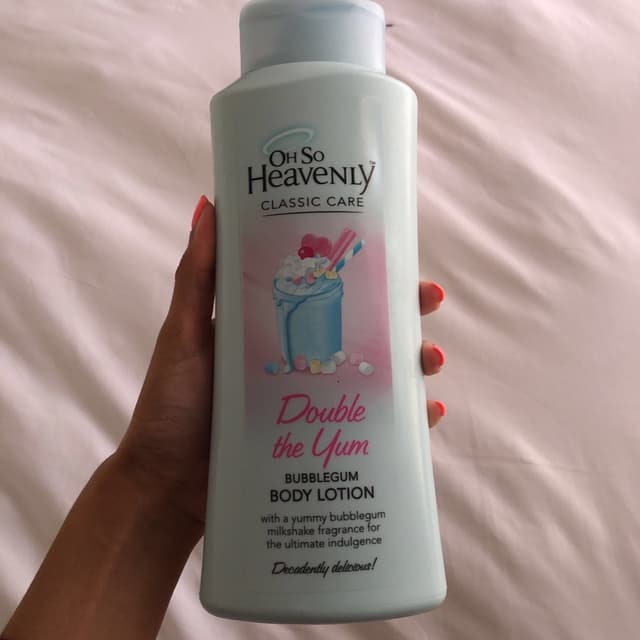 OH SO
HEAVENLY™
CLASSIC CARE
Double
the Yum
BUBBLEGUM
BODY LOTION
with a yummy bubblegum
milkshake fragrance for
the ultimate indulgence
Decadently delicious!